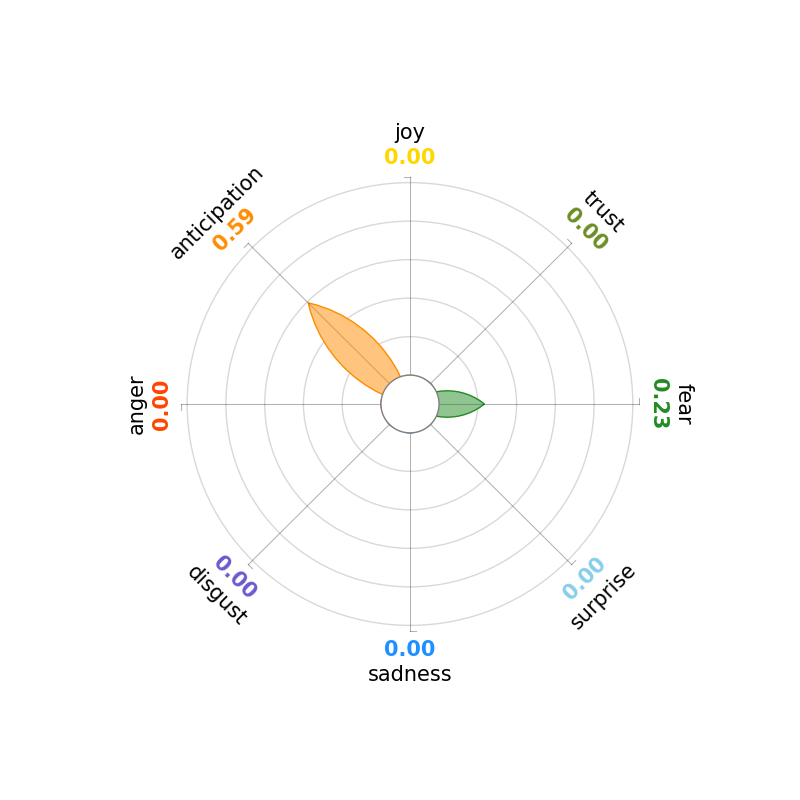 joy
0.00
trust
0.00
fear
0.23
surprise
0.00
sadness
0.00
disgust
0.00
anger
0.00
anticipation
0.59